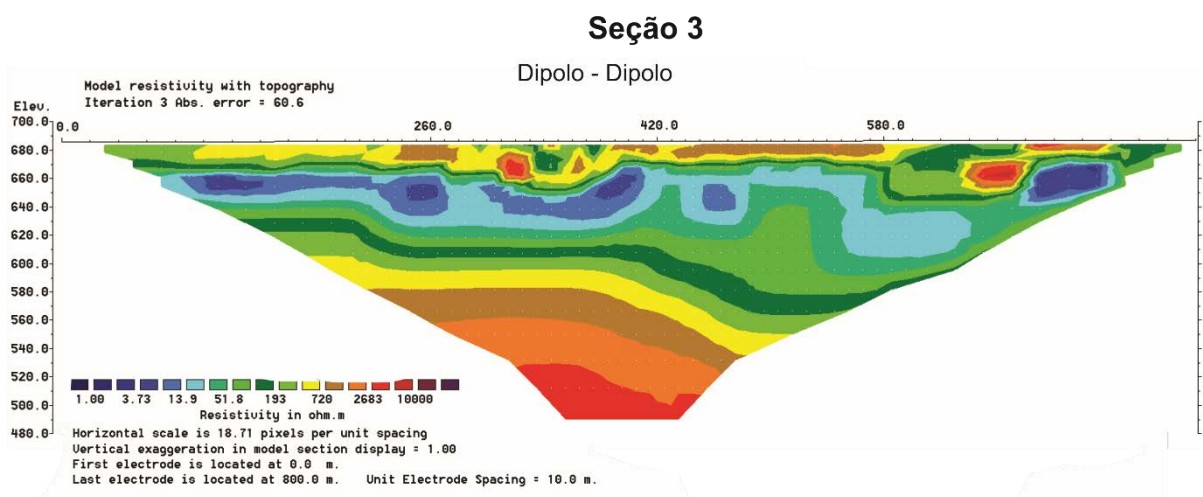 Seção 3
Dipolo - Dipolo
Model resistivity with topography
Iteration 3 Abs. error = 60.6
Elev.
700.0
0.0
260.0
420.0
580.0
680.0
660.0
640.0
620.0
600.0
580.0
560.0
540.0
520.0
1.00 3.73 13.9 51.8 193 720 2683 10000
500.0
Resistivity in ohm.m
480.0
Horizontal scale is 18.71 pixels per unit spacing
Vertical exaggeration in model section display = 1.00
First electrode is located at 0.0 m.
Last electrode is located at 800.0 m. Unit Electrode Spacing = 10.0 m.